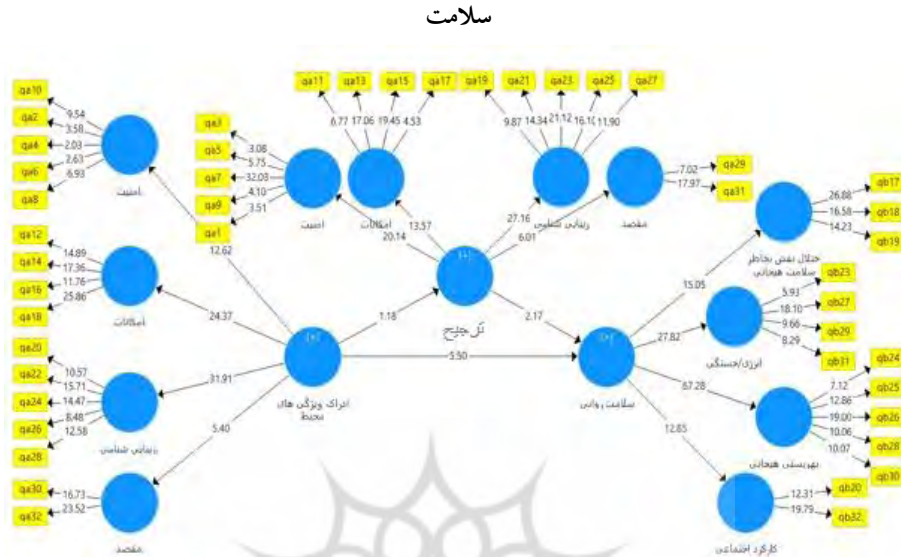 سلامت
qa11 qa13 qa15 qa17 qa19 qa21 qa23 qa25 qa27
6.77 17.06 19.45 4.53 9.87 14.34 21.12 16.10 11.90
qa10
qa2
qa4
qa6
qa8
9.54
3.58
2.03
2.63
6.93
امنیت
qa3
qa5
qa7
qa9
qa1
3.08
5.75
32.03
4.10
3.51
امنیت
امکانات
زیبایی شناسی
مقصد
7.02
17.97
qa29
qa31
12.62
20.14
13.57
27.16
6.01
qa12
qa14
qa16
qa18
14.89
17.36
11.76
25.86
امکانات
24.37
1.18
ترجیح
2.17
5.50
ادراک ویژگی های
محیط
سلامت روانی
qa20
qa22
qa24
qa26
qa28
10.57
15.71
14.47
8.48
12.58
زیبایی شناسی
31.91
5.40
qa30
qa32
16.73
23.52
مقصد
15.05
27.82
67.28
12.85
26.88
16.58
14.23
qb17
qb18
qb19
ختلال نقش بخاطر
سلامت هیجانی
5.93
18.10
9.66
8.29
qb23
qb27
qb29
qb31
انرژی/خستگی
7.12
12.86
19.00
10.06
10.07
qb24
qb25
qb26
qb28
qb30
بهزیستی هیجانی
12.31
19.79
qb20
qb32
کارکرد اجتماعی